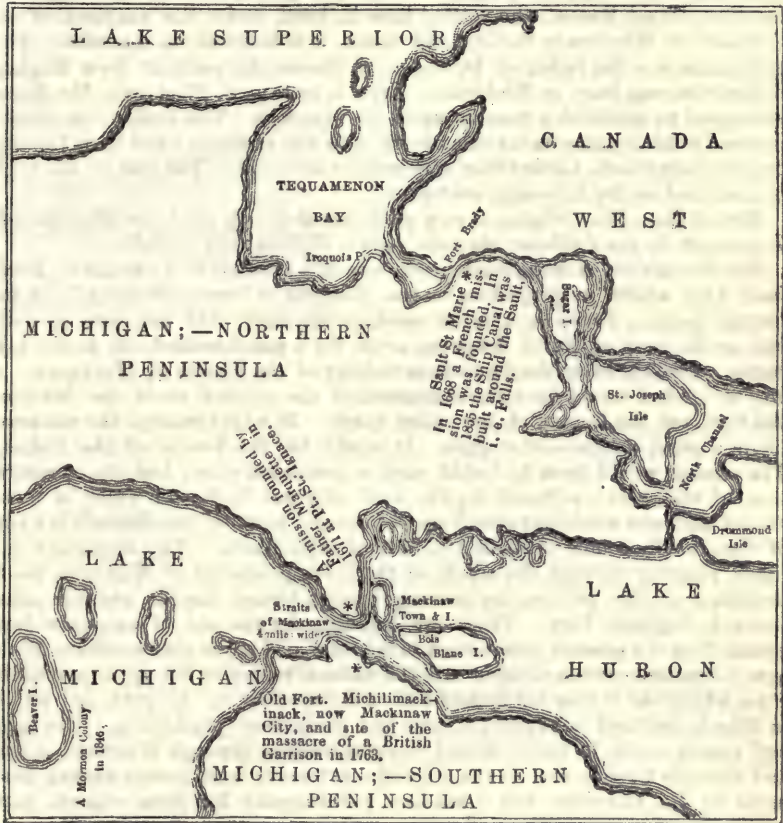 LAKE SUPERIOR
CANADA
WEST
TEQUAMENON
BAY
Iroquois P.
Fort Brady
Sault St Marie *
In 1668 a French mis-
sion was founded. In
1855 the Ship Canal was
built around the Sault,
i. e. Falls.
Sugar I.
MICHIGAN;—NORTHERN
PENINSULA
St. Joseph
Isle
North Channel
Drummond
Isle
A mission founded by
Father Marquette in
1671 at Pt. St. Ignace.
*
LAKE
MICHIGAN
Straits
of Mackinaw
4 mile: wide
Mackinaw
Town & I.
Bois
Blanc I.
LAKE
HURON
Beaver I.
A Mormon Colony
in 1846.
*
Old Fort. Michilimack-
inack, now Mackinaw
City, and site of the
massacre of a British
Garrison in 1763.
MICHIGAN;—SOUTHERN
PENINSULA